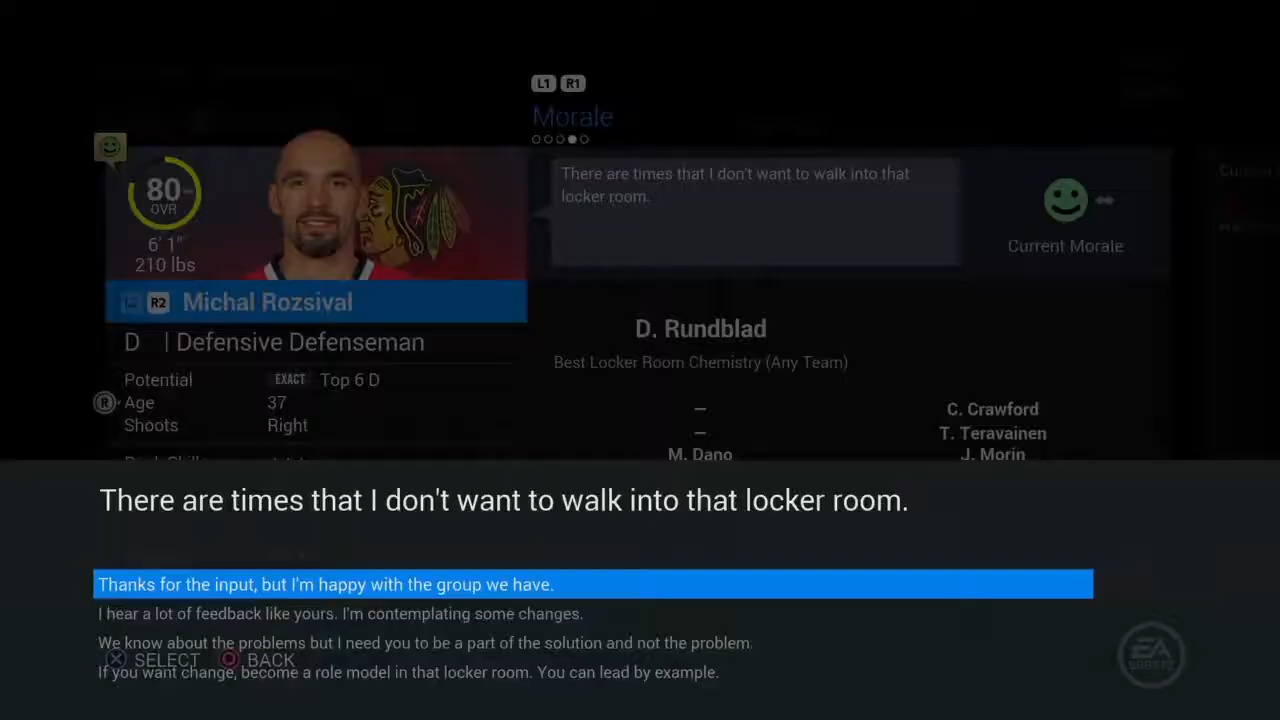 L1 R1
Morale
80
OVR
6' 1"
210 lbs
There are times that I don't want to walk into that
locker room.
Current Morale
R2 Michal Rozsival
D | Defensive Defenseman
Potential EXACT Top 6 D
R Age 37
Shoots Right
D. Rundblad
Best Locker Room Chemistry (Any Team)
– C. Crawford
– T. Teravainen
M. Dano J. Morin
There are times that I don't want to walk into that locker room.
Thanks for the input, but I'm happy with the group we have.
I hear a lot of feedback like yours. I'm contemplating some changes.
We know about the problems but I need you to be a part of the solution and not the problem.
SELECT BACK
If you want change, become a role model in that locker room. You can lead by example.
EA
SPORTS